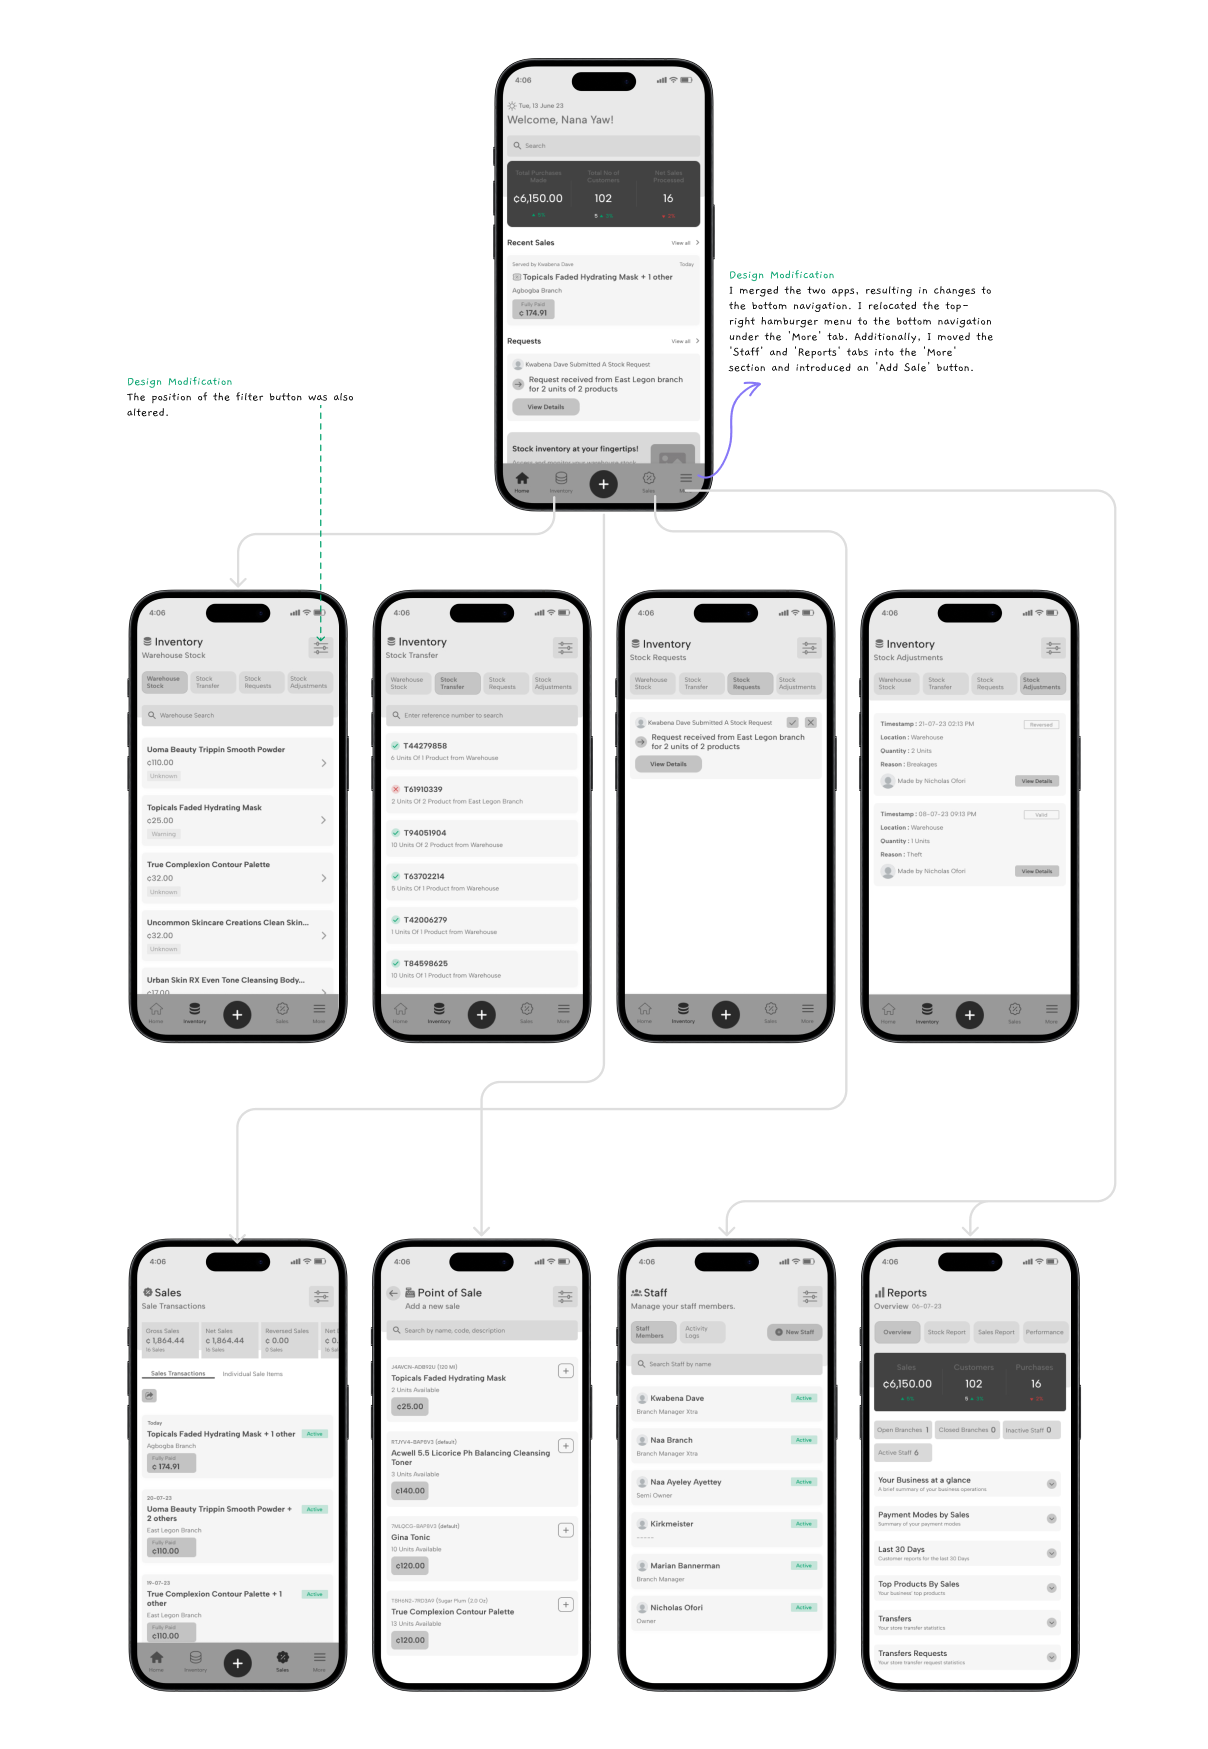 4:06
Tue, 13 June 23
Welcome, Nana Yaw!
Search
Total Purchases Made
Total No of Customers
Net Sales Processed
¢6,150.00
102
16
5%
5
3%
2%
Recent Sales
View all
Served by Kwabena Dave
Today
Topicals Faded Hydrating Mask + 1 other
Agbogba Branch
Fully Paid
¢ 174.91
Requests
View all
Kwabena Dave Submitted A Stock Request
Request received from East Legon branch
for 2 units of 2 products
View Details
Stock inventory at your fingertips!
Home
Inventory
Sales
Design Modification
I merged the two apps, resulting in changes to
the bottom navigation. I relocated the top-
right hamburger menu to the bottom navigation
under the 'More' tab. Additionally, I moved the
'Staff' and 'Reports' tabs into the 'More'
section and introduced an 'Add Sale' button.
Design Modification
The position of the filter button was also
altered.
4:06
Inventory
Warehouse Stock
Warehouse Stock
Stock Transfer
Stock Requests
Stock Adjustments
Warehouse Search
Uoma Beauty Trippin Smooth Powder
¢110.00
Unknown
Topicals Faded Hydrating Mask
¢25.00
Warning
True Complexion Contour Palette
¢32.00
Unknown
Uncommon Skincare Creations Clean Skin...
¢32.00
Unknown
Urban Skin RX Even Tone Cleansing Body...
¢17.00
Home
Inventory
Sales
More
4:06
Inventory
Stock Transfer
Warehouse Stock
Stock Transfer
Stock Requests
Stock Adjustments
Enter reference number to search
T44279858
6 Units Of 1 Product from Warehouse
T61910339
2 Units Of 2 Product from East Legon Branch
T94051904
10 Units Of 2 Product from Warehouse
T63702214
5 Units Of 1 Product from Warehouse
T42006279
1 Units Of 1 Product from Warehouse
T84598625
10 Units Of 1 Product from Warehouse
Home
Inventory
Sales
More
4:06
Inventory
Stock Requests
Warehouse Stock
Stock Transfer
Stock Requests
Stock Adjustments
Kwabena Dave Submitted A Stock Request
Request received from East Legon branch
for 2 units of 2 products
View Details
Home
Inventory
Sales
More
4:06
Inventory
Stock Adjustments
Warehouse Stock
Stock Transfer
Stock Requests
Stock Adjustments
Timestamp : 21-07-23 02:13 PM
Reversed
Location : Warehouse
Quantity : 2 Units
Reason : Breakages
Made by Nicholas Ofori
View Details
Timestamp : 08-07-23 09:13 PM
Valid
Location : Warehouse
Quantity : 1 Units
Reason : Theft
Made by Nicholas Ofori
View Details
Home
Inventory
Sales
More
4:06
Sales
Sale Transactions
Gross Sales
¢ 1,864.44
16 Sales
Net Sales
¢ 1,864.44
16 Sales
Reversed Sales
¢ 0.00
0 Sales
Net S
¢ 0.
16 Sa
Sales Transactions
Individual Sale Items
Today
Topicals Faded Hydrating Mask + 1 other
Active
Agbogba Branch
Fully Paid
¢ 174.91
20-07-23
Uoma Beauty Trippin Smooth Powder +
2 others
Active
East Legon Branch
Fully Paid
¢110.00
19-07-23
True Complexion Contour Palette + 1
other
Active
East Legon Branch
Fully Paid
¢110.00
Home
Inventory
Sales
More
4:06
Point of Sale
Add a new sale
Search by name, code, description
Topicals Faded Hydrating Mask
2 Units Available
¢25.00
Acwell 5.5 Licorice Ph Balancing Cleansing
Toner
3 Units Available
¢140.00
Gina Tonic
10 Units Available
¢120.00
True Complexion Contour Palette
13 Units Available
¢120.00
4:06
Staff
Manage your staff members.
Staff Members
Activity Logs
New Staff
Search Staff by name
Kwabena Dave
Active
Branch Manager Xtra
Naa Branch
Active
Branch Manager Xtra
Naa Ayeley Ayettey
Active
Semi Owner
Kirkmeister
Active
-----
Marian Bannerman
Active
Branch Manager
Nicholas Ofori
Active
Owner
4:06
Reports
Overview 06-07-23
Overview
Stock Report
Sales Report
Performance
Sales
Customers
Purchases
¢6,150.00
102
16
5%
5
3%
2%
Open Branches 1
Closed Branches 0
Inactive Staff 0
Active Staff 6
Your Business at a glance
A brief summary of your business operations
Payment Modes by Sales
Summary of your payment modes
Last 30 Days
Customer reports for the last 30 Days
Top Products By Sales
Your business' top products
Transfers
Your store transfer statistics
Transfers Requests
Your store transfer request statistics